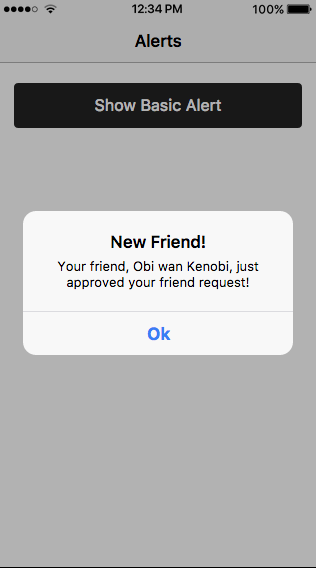 12:34 PM 100%
Alerts
Show Basic Alert
New Friend!
Your friend, Obi wan Kenobi, just
approved your friend request!
Ok